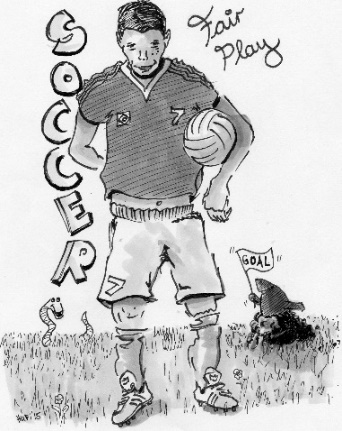 SOCCER
Fair
Play
7
"GOAL"
7